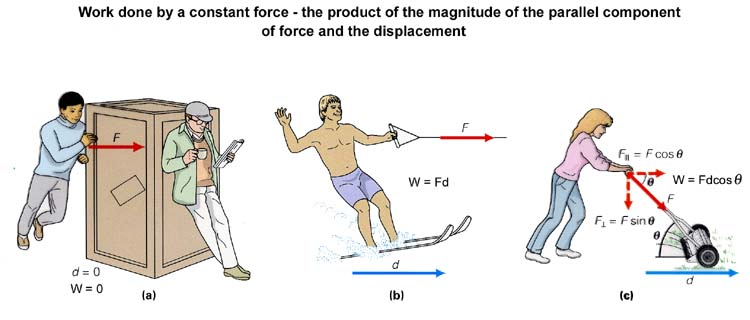 Work done by a constant force - the product of the magnitude of the parallel component
of force and the displacement
F
d = 0
W = 0
(a)
F
W = Fd
d
(b)
F∥ = F cos θ
θ
W = Fdcos θ
F
F⊥ = F sin θ
θ
d
(c)